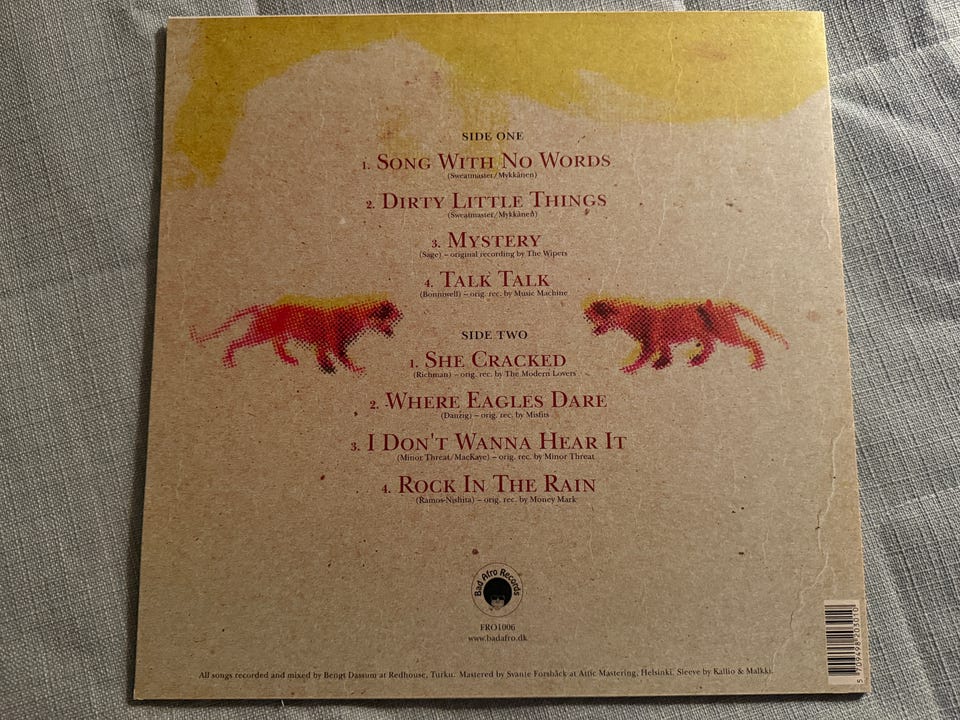 SIDE ONE
1. SONG WITH NO WORDS
(Sweatmaster/Mykkänen)
2. DIRTY LITTLE THINGS
(Sweatmaster/Mykkänen)
3. MYSTERY
(Sage) – original recording by The Wipers
4. TALK TALK
(Bonniwell) – orig. rec. by Music Machine
SIDE TWO
1. SHE CRACKED
(Richman) – orig. rec. by The Modern Lovers
2. WHERE EAGLES DARE
(Danzig) – orig. rec. by Misfits
3. I DON'T WANNA HEAR IT
(Minor Threat/MacKaye) – orig. rec. by Minor Threat
4. ROCK IN THE RAIN
(Ramos-Nishita) – orig. rec. by Money Mark
Bad Afro Records
FRO1006
www.badafro.dk
5 709498 203010
All songs recorded and mixed by Bengt Dassum at Redhouse, Turku. Mastered by Svante Forsbäck at Attic Mastering, Helsinki. Sleeve by Kallio & Malkki.